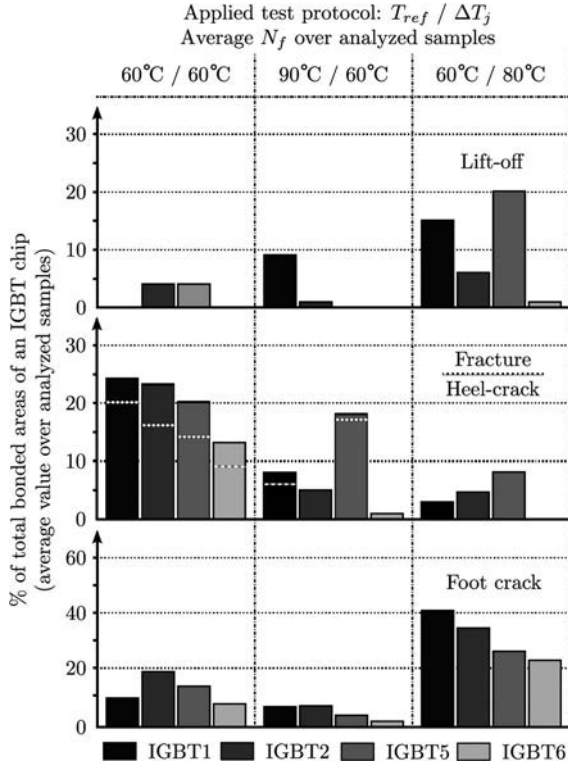 Applied test protocol: T_ref / ΔT_j
Average N_f over analyzed samples
60°C / 60°C 90°C / 60°C 60°C / 80°C
% of total bonded areas of an IGBT chip
(average value over analyzed samples)
30
20
10
0
Lift-off
30
20
10
0
Fracture
Heel-crack
60
40
20
0
Foot crack
IGBT1 IGBT2 IGBT5 IGBT6